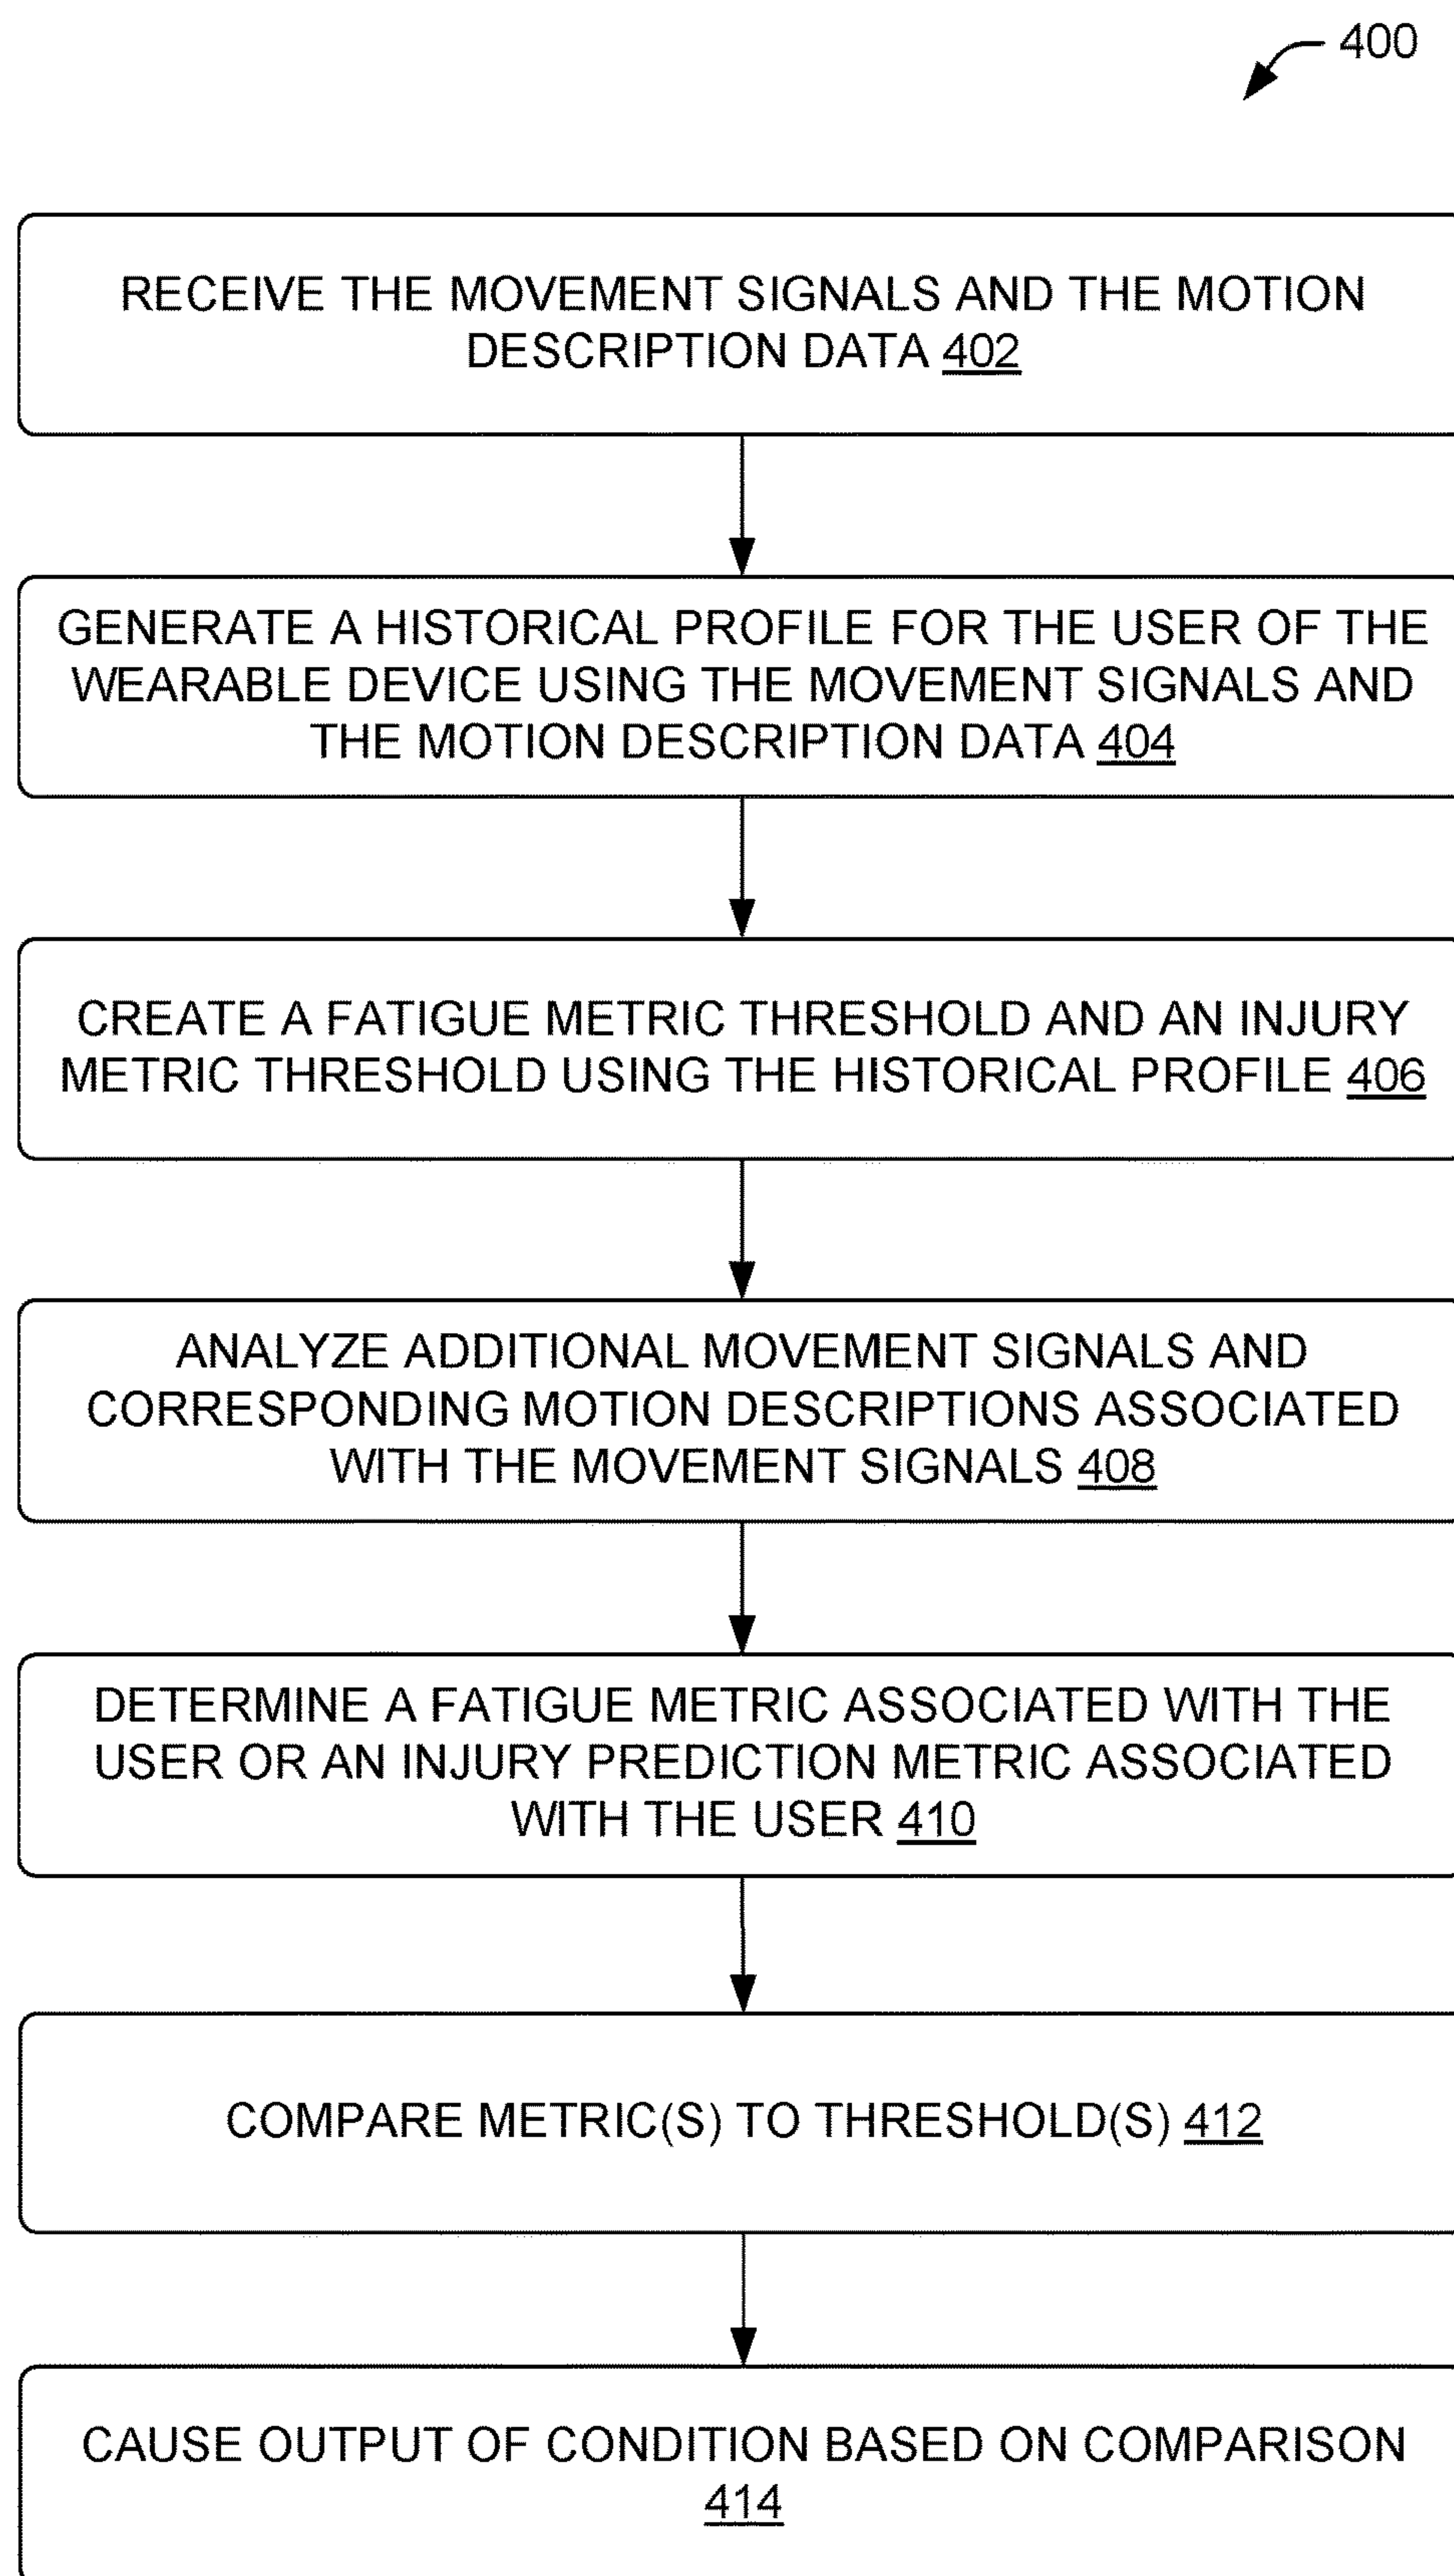 400
RECEIVE THE MOVEMENT SIGNALS AND THE MOTION
DESCRIPTION DATA 402
GENERATE A HISTORICAL PROFILE FOR THE USER OF THE
WEARABLE DEVICE USING THE MOVEMENT SIGNALS AND
THE MOTION DESCRIPTION DATA 404
CREATE A FATIGUE METRIC THRESHOLD AND AN INJURY
METRIC THRESHOLD USING THE HISTORICAL PROFILE 406
ANALYZE ADDITIONAL MOVEMENT SIGNALS AND
CORRESPONDING MOTION DESCRIPTIONS ASSOCIATED
WITH THE MOVEMENT SIGNALS 408
DETERMINE A FATIGUE METRIC ASSOCIATED WITH THE
USER OR AN INJURY PREDICTION METRIC ASSOCIATED
WITH THE USER 410
COMPARE METRIC(S) TO THRESHOLD(S) 412
CAUSE OUTPUT OF CONDITION BASED ON COMPARISON
414